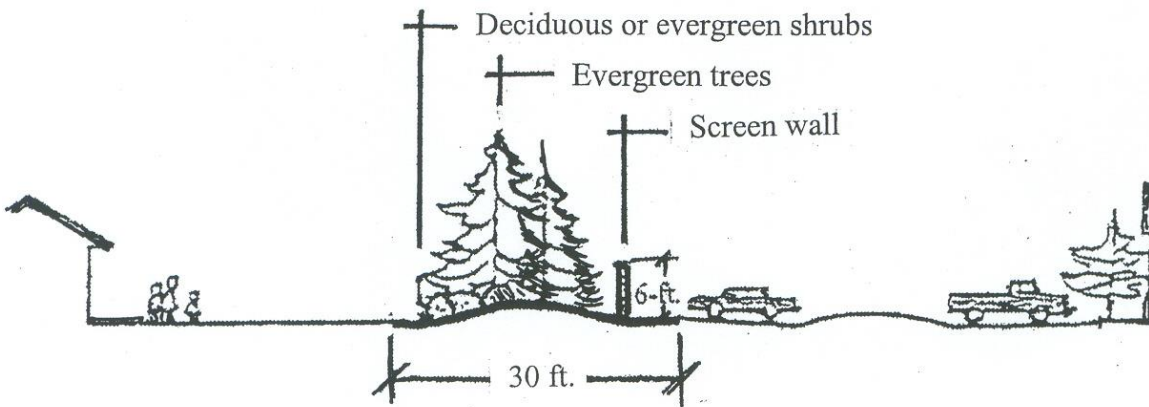 Deciduous or evergreen shrubs
Evergreen trees
Screen wall
6-ft.
30 ft.